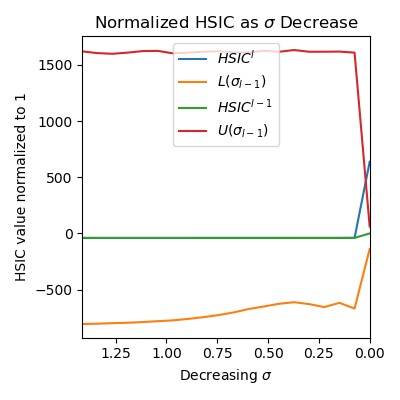 Normalized HSIC as σ Decrease
HSIC^l
L(σ_{l−1})
HSIC^{l−1}
U(σ_{l−1})
HSIC value normalized to 1
1500
1000
500
0
−500
1.25 1.00 0.75 0.50 0.25 0.00
Decreasing σ